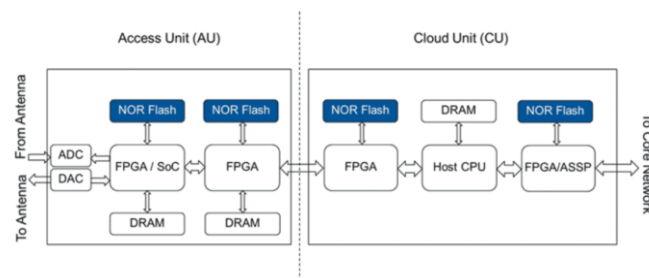 Access Unit (AU)
Cloud Unit (CU)
NOR Flash
NOR Flash
NOR Flash
DRAM
NOR Flash
From Antenna
To Antenna
ADC
DAC
FPGA / SoC
FPGA
FPGA
Host CPU
FPGA/ASSP
To Core Network
DRAM
DRAM